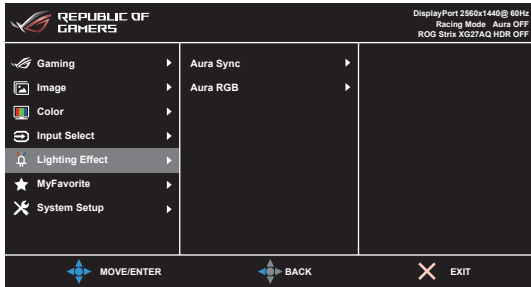 REPUBLIC OF
GAMERS
DisplayPort 2560x1440@ 60Hz
Racing Mode Aura OFF
ROG Strix XG27AQ HDR OFF
Gaming
Image
Color
Input Select
Lighting Effect
MyFavorite
System Setup
Aura Sync
Aura RGB
MOVE/ENTER
BACK
EXIT